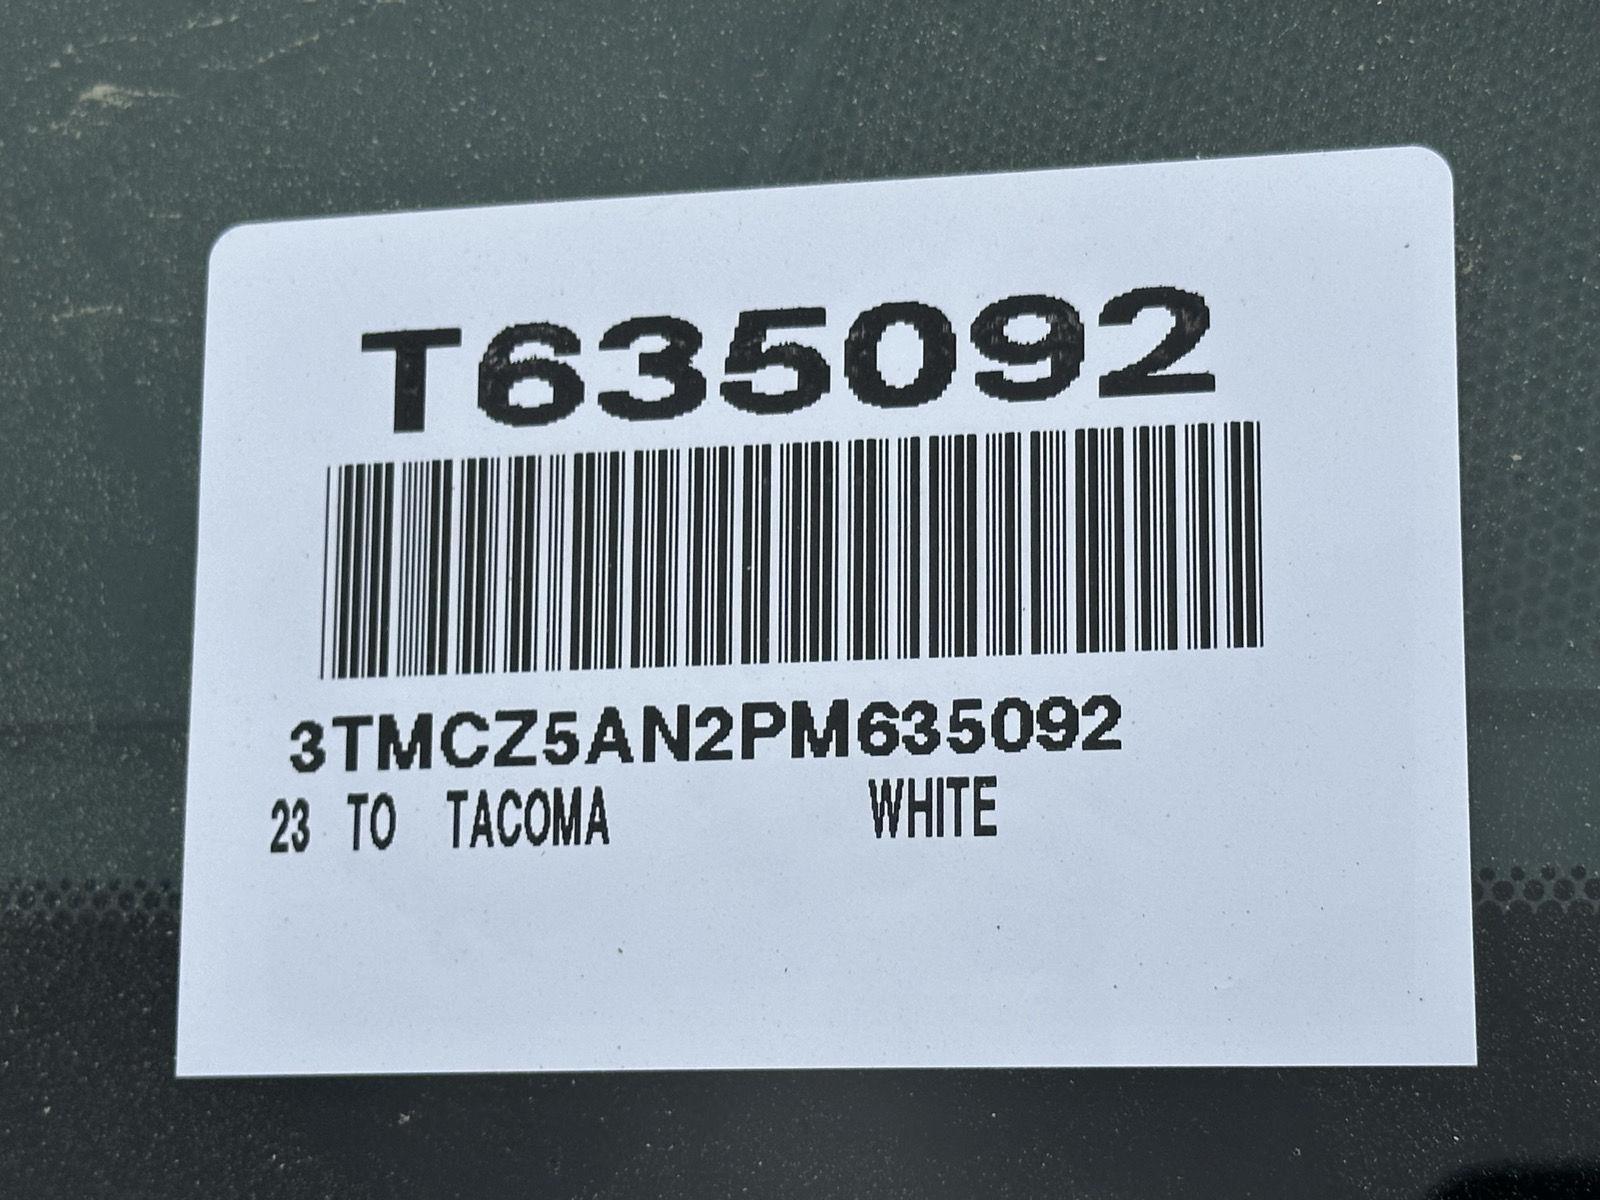 T635092
3TMCZ5AN2PM635092
23 TO TACOMA WHITE